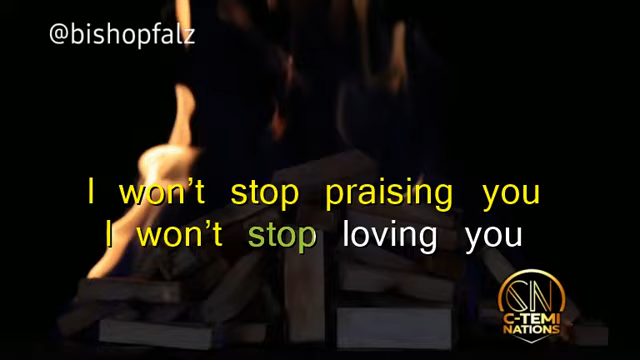 @bishopfalz
I won't stop praising you
I won't stop loving you
C-TEMI
NATIONS